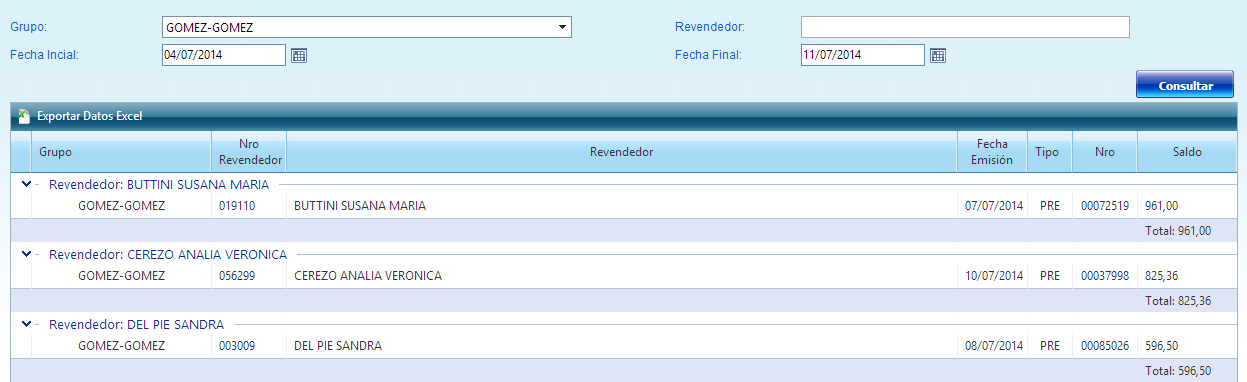 Grupo: GOMEZ-GOMEZ Revendedor:
Fecha Incial: 04/07/2014 Fecha Final: 11/07/2014
Consultar
Exportar Datos Excel
Grupo Nro Revendedor Revendedor Fecha Emisión Tipo Nro Saldo
Revendedor: BUTTINI SUSANA MARIA
GOMEZ-GOMEZ 019110 BUTTINI SUSANA MARIA 07/07/2014 PRE 00072519 961,00
Total: 961,00
Revendedor: CEREZO ANALIA VERONICA
GOMEZ-GOMEZ 056299 CEREZO ANALIA VERONICA 10/07/2014 PRE 00037998 825,36
Total: 825,36
Revendedor: DEL PIE SANDRA
GOMEZ-GOMEZ 003009 DEL PIE SANDRA 08/07/2014 PRE 00085026 596,50
Total: 596,50